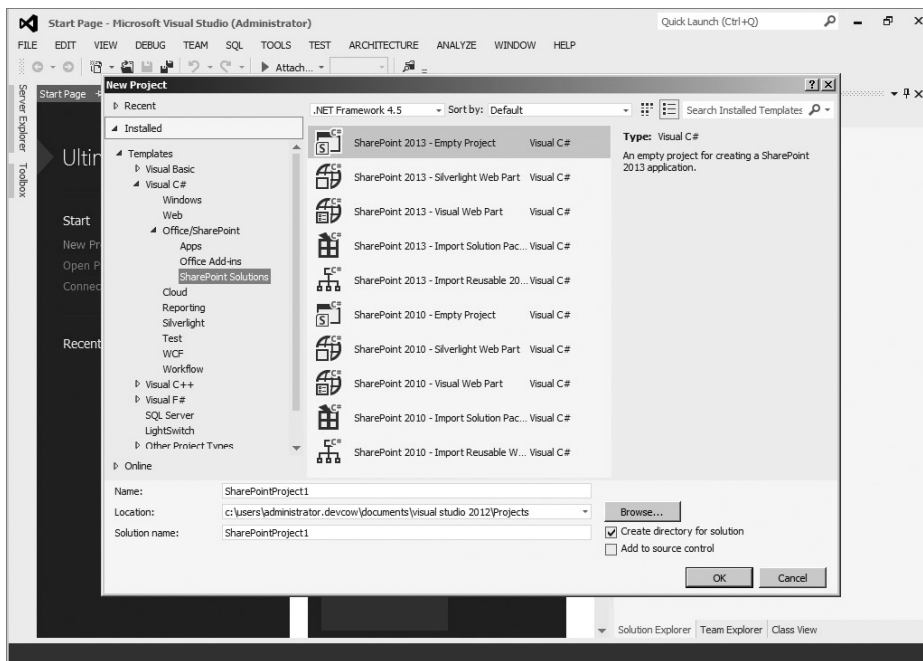 Start Page - Microsoft Visual Studio (Administrator)
Quick Launch (Ctrl+Q)
FILE EDIT VIEW DEBUG TEAM SQL TOOLS TEST ARCHITECTURE ANALYZE WINDOW HELP
Attach...
Server Explorer
Toolbox
Start Page
Ultin
Start
New Pr
Open P
Connec
Recent
New Project
Recent
Installed
Templates
Visual Basic
Visual C#
Windows
Web
Office/SharePoint
Apps
Office Add-ins
SharePoint Solutions
Cloud
Reporting
Silverlight
Test
WCF
Workflow
Visual C++
Visual F#
SQL Server
LightSwitch
Other Project Types
Online
.NET Framework 4.5 Sort by: Default
Search Installed Templates
SharePoint 2013 - Empty Project Visual C#
SharePoint 2013 - Silverlight Web Part Visual C#
SharePoint 2013 - Visual Web Part Visual C#
SharePoint 2013 - Import Solution Pac... Visual C#
SharePoint 2013 - Import Reusable 20... Visual C#
SharePoint 2010 - Empty Project Visual C#
SharePoint 2010 - Silverlight Web Part Visual C#
SharePoint 2010 - Visual Web Part Visual C#
SharePoint 2010 - Import Solution Pac... Visual C#
SharePoint 2010 - Import Reusable W... Visual C#
Type: Visual C#
An empty project for creating a SharePoint
2013 application.
Name: SharePointProject1
Location: c:\users\administrator.devcow\documents\visual studio 2012\Projects
Browse...
Solution name: SharePointProject1
Create directory for solution
Add to source control
OK Cancel
Solution Explorer Team Explorer Class View